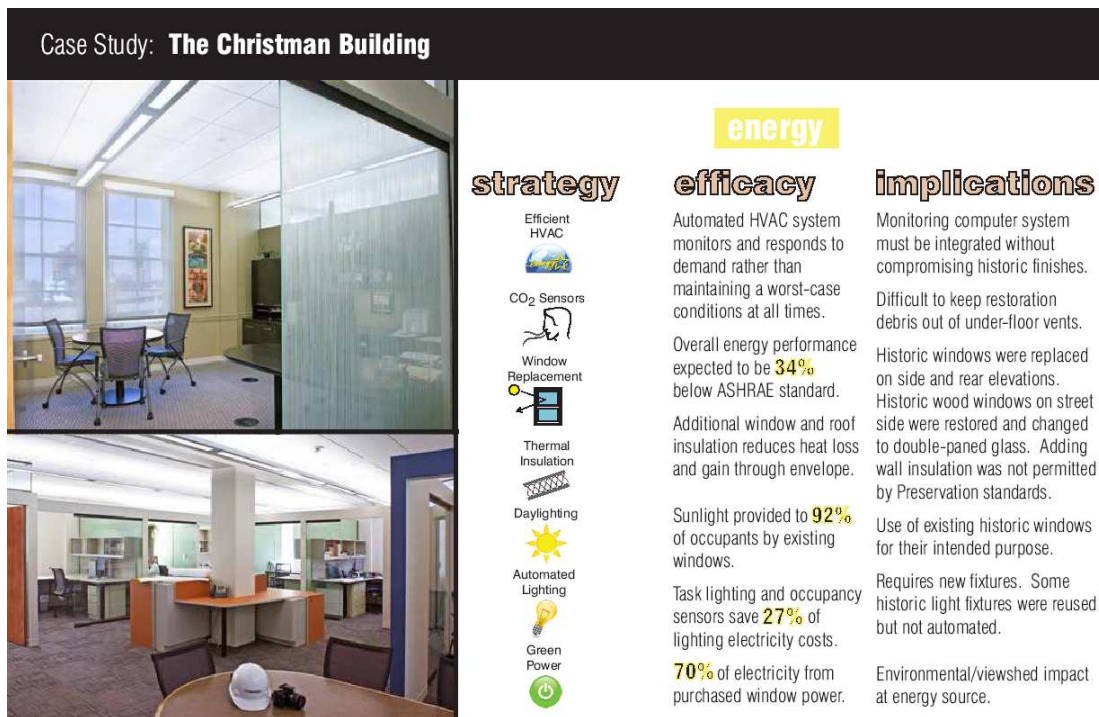 Case Study: The Christman Building
energy
strategy
Efficient
HVAC
CO2 Sensors
Window
Replacement
Thermal
Insulation
Daylighting
Automated
Lighting
Green
Power
efficacy
Automated HVAC system
monitors and responds to
demand rather than
maintaining a worst-case
conditions at all times.
Overall energy performance
expected to be 34%
below ASHRAE standard.
Additional window and roof
insulation reduces heat loss
and gain through envelope.
Sunlight provided to 92%
of occupants by existing
windows.
Task lighting and occupancy
sensors save 27% of
lighting electricity costs.
70% of electricity from
purchased window power.
implications
Monitoring computer system
must be integrated without
compromising historic finishes.
Difficult to keep restoration
debris out of under-floor vents.
Historic windows were replaced
on side and rear elevations.
Historic wood windows on street
side were restored and changed
to double-paned glass. Adding
wall insulation was not permitted
by Preservation standards.
Use of existing historic windows
for their intended purpose.
Requires new fixtures. Some
historic light fixtures were reused
but not automated.
Environmental/viewshed impact
at energy source.